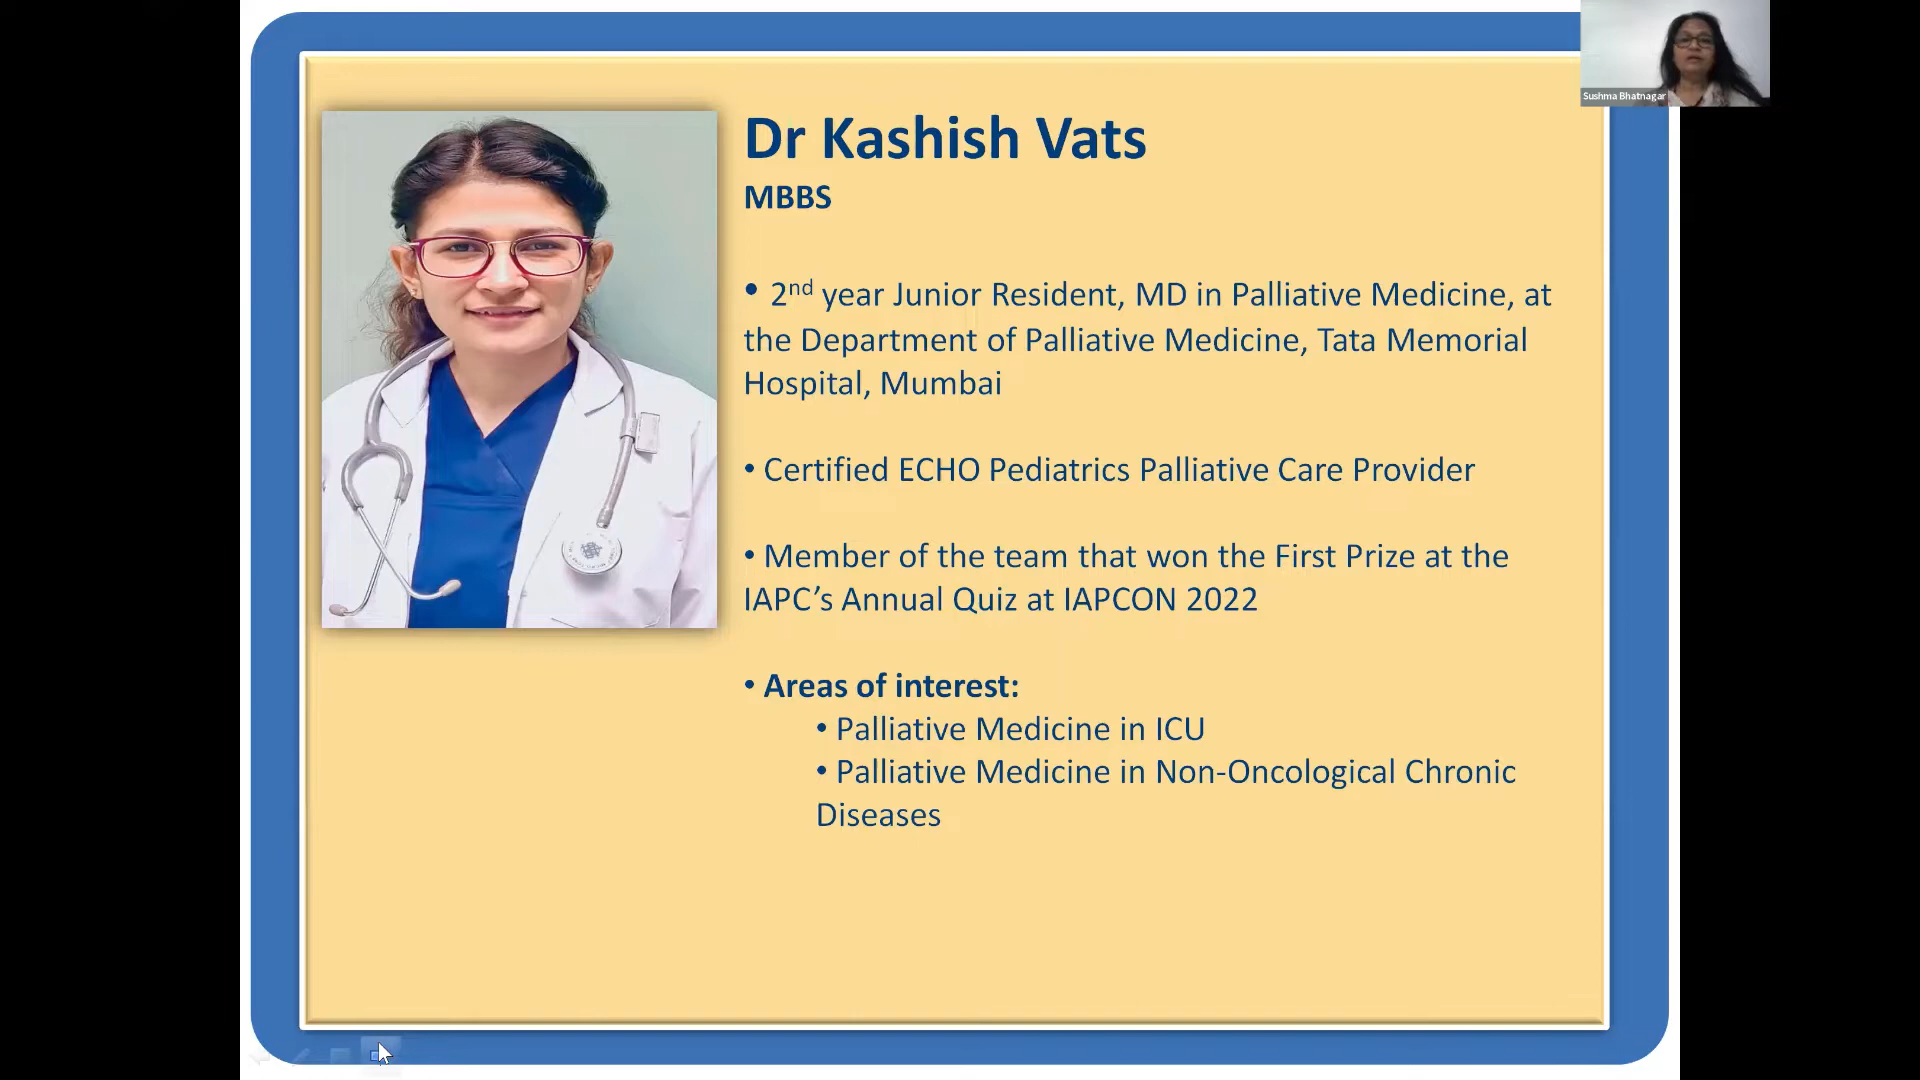 Sushma Bhatnagar
Dr Kashish Vats
MBBS
• 2nd year Junior Resident, MD in Palliative Medicine, at
the Department of Palliative Medicine, Tata Memorial
Hospital, Mumbai
• Certified ECHO Pediatrics Palliative Care Provider
• Member of the team that won the First Prize at the
IAPC’s Annual Quiz at IAPCON 2022
• Areas of interest:
• Palliative Medicine in ICU
• Palliative Medicine in Non-Oncological Chronic
Diseases